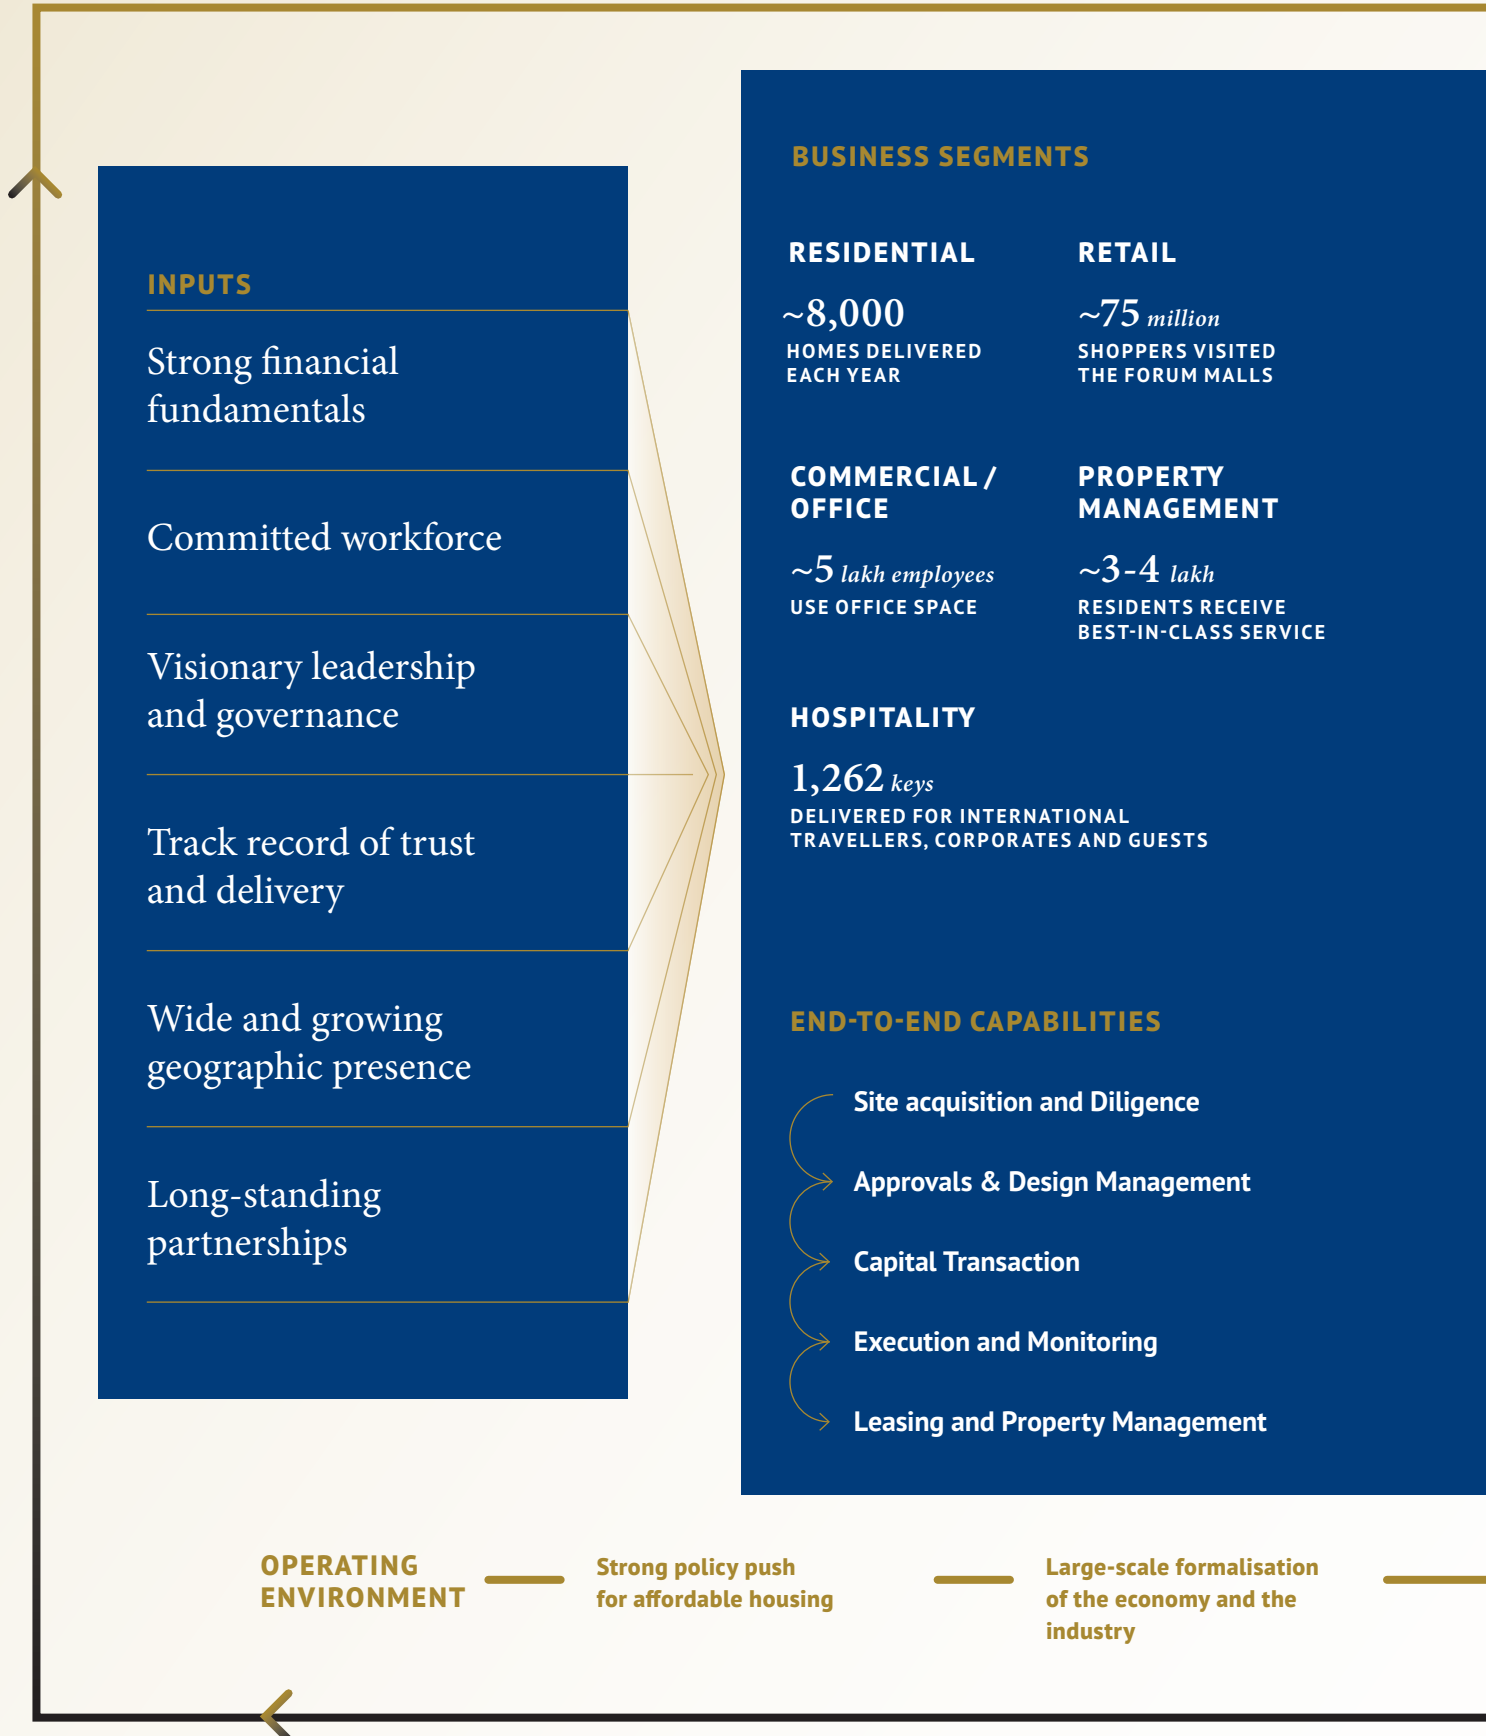 INPUTS
Strong financial
fundamentals
Committed workforce
Visionary leadership
and governance
Track record of trust
and delivery
Wide and growing
geographic presence
Long-standing
partnerships
BUSINESS SEGMENTS
RESIDENTIAL
~8,000
HOMES DELIVERED
EACH YEAR
RETAIL
~75 million
SHOPPERS VISITED
THE FORUM MALLS
COMMERCIAL /
OFFICE
~5 lakh employees
USE OFFICE SPACE
PROPERTY
MANAGEMENT
~3-4 lakh
RESIDENTS RECEIVE
BEST-IN-CLASS SERVICE
HOSPITALITY
1,262 keys
DELIVERED FOR INTERNATIONAL
TRAVELLERS, CORPORATES AND GUESTS
END-TO-END CAPABILITIES
Site acquisition and Diligence
Approvals & Design Management
Capital Transaction
Execution and Monitoring
Leasing and Property Management
OPERATING
ENVIRONMENT
Strong policy push
for affordable housing
Large-scale formalisation
of the economy and the
industry